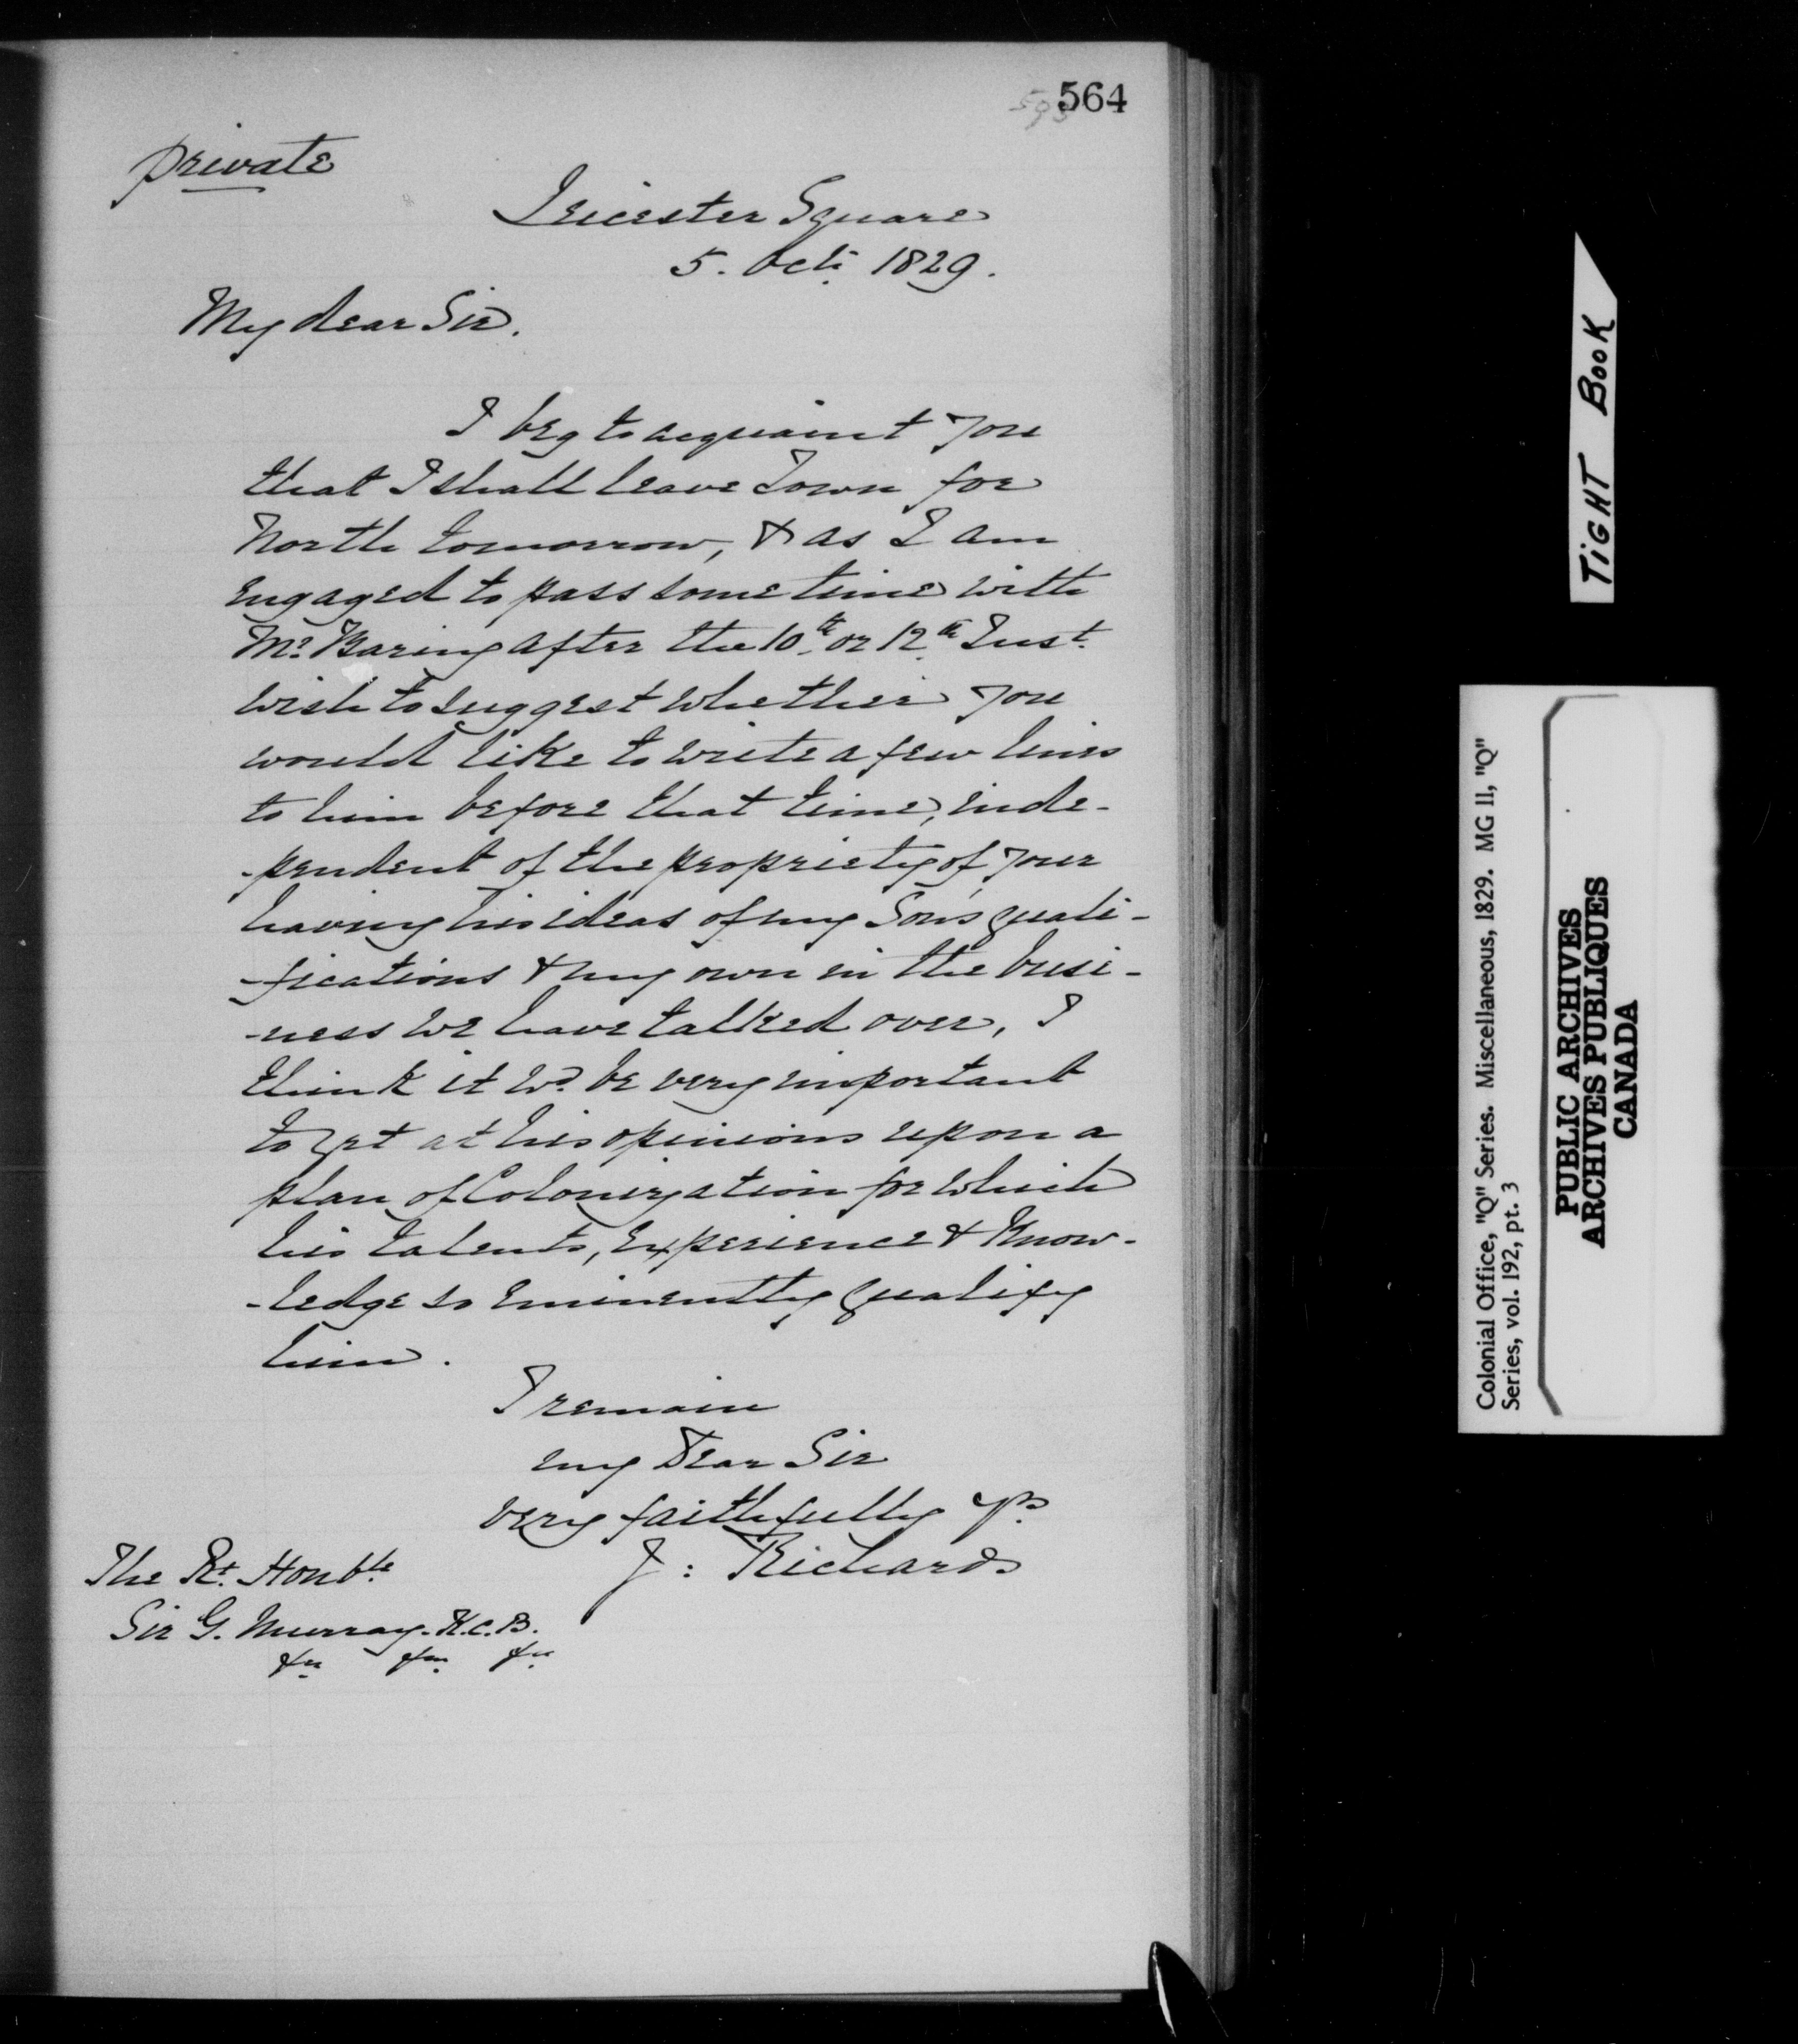 564
private
Leicester Square
5. Oct. 1829.
My dear Sir.
I beg to acquaint you
that I shall leave Town for
North tomorrow, & as I am
engaged to pass some time with
Mr. Baring after the 10th. or 12th. Inst.
wish to suggest whether you
would like to write a few lines
to him before that time, inde-
-pendent of the propriety of your
having his ideas of my Son's quali-
-fications & my own in the busi-
-ness we have talked over, I
think it wd. be very important
to get at his opinions upon a
plan of Colonization for which
his talents, experience & know-
-ledge so eminently qualify
him.
I remain
my Dear Sir
very faithfully yrs.
J: Richards
The Rt. Honble.
Sir G. Murray. K.C.B.
&c &c &c
TIGHT BOOK
Colonial Office, "Q" Series. Miscellaneous, 1829. MG 11, "Q"
Series, vol. 192, pt. 3
PUBLIC ARCHIVES
ARCHIVES PUBLIQUES
CANADA